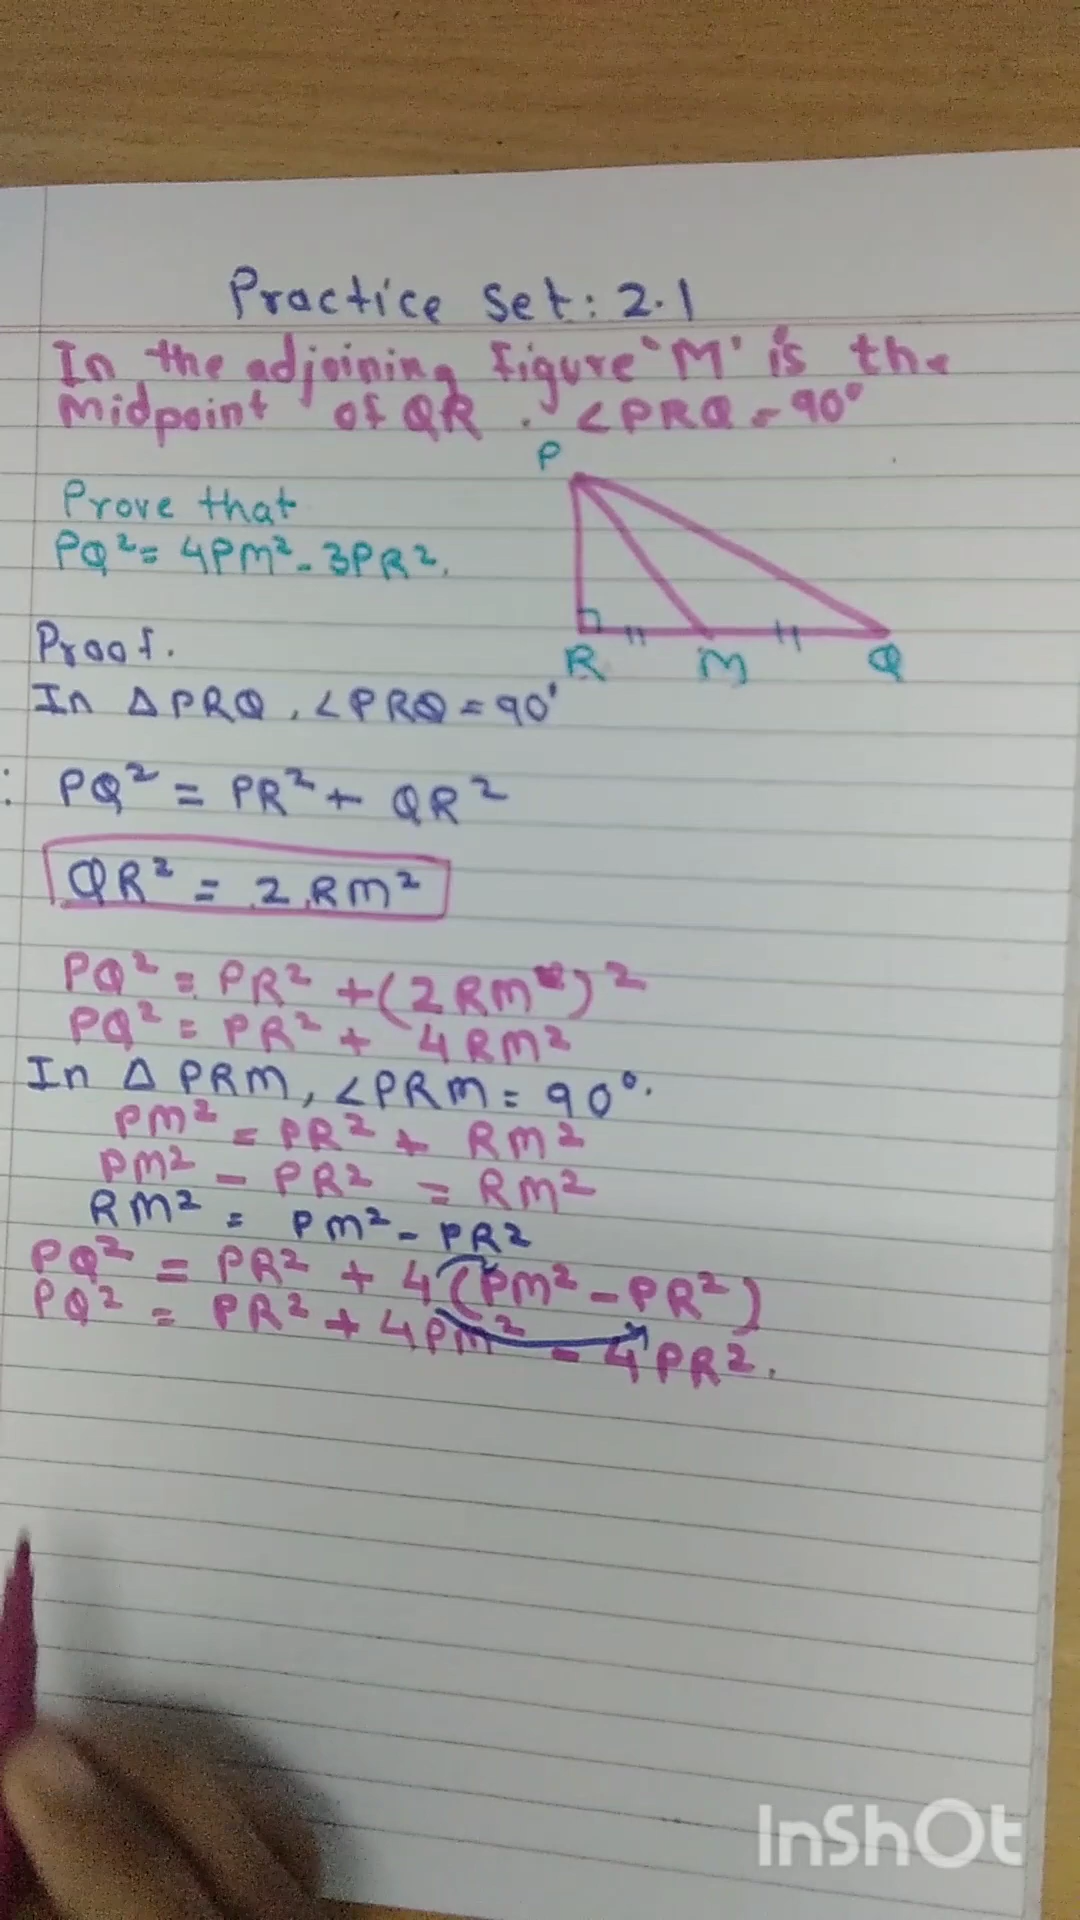 Practice Set: 2.1
In the adjoining figure 'M' is the
midpoint of QR. ∠PRQ = 90°
P
Prove that
PQ² = 4PM² - 3PR².
R M Q
Proof.
In △PRQ, ∠PRQ = 90°
: PQ² = PR² + QR²
QR² = 2RM²
PQ² = PR² + (2RM)²
PQ² = PR² + 4RM²
In △PRM, ∠PRM = 90°.
PM² = PR² + RM²
PM² - PR² = RM²
RM² = PM² - PR²
PQ² = PR² + 4(PM² - PR²)
PQ² = PR² + 4PM² - 4PR².
InShOt